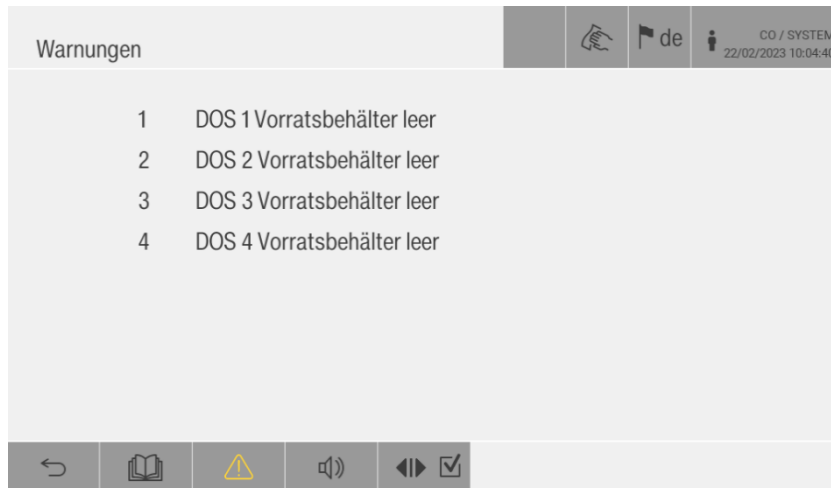 Warnungen
de
CO / SYSTEM
22/02/2023 10:04:40
1 DOS 1 Vorratsbehälter leer
2 DOS 2 Vorratsbehälter leer
3 DOS 3 Vorratsbehälter leer
4 DOS 4 Vorratsbehälter leer